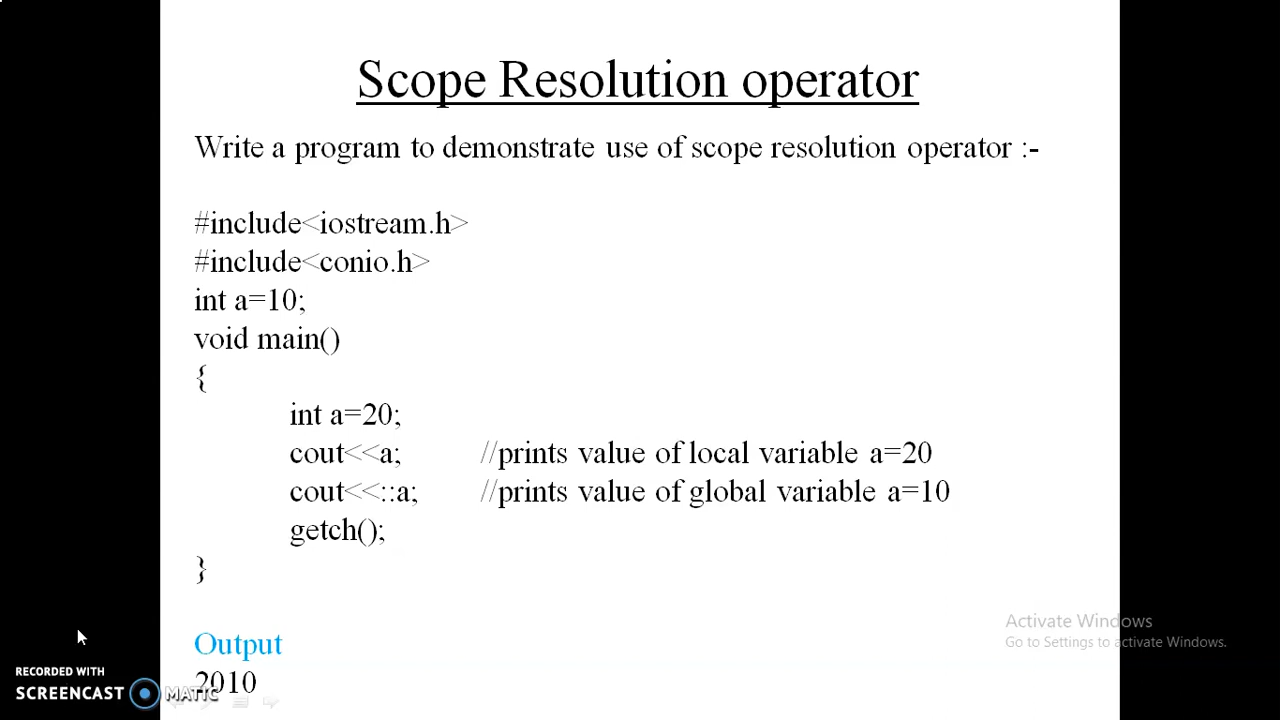 Scope Resolution operator
Write a program to demonstrate use of scope resolution operator :-
#include<iostream.h>
#include<conio.h>
int a=10;
void main()
{
int a=20;
cout<<a; //prints value of local variable a=20
cout<<::a; //prints value of global variable a=10
getch();
}
Output
2010
Activate Windows
Go to Settings to activate Windows.
RECORDED WITH
SCREENCAST MATIC